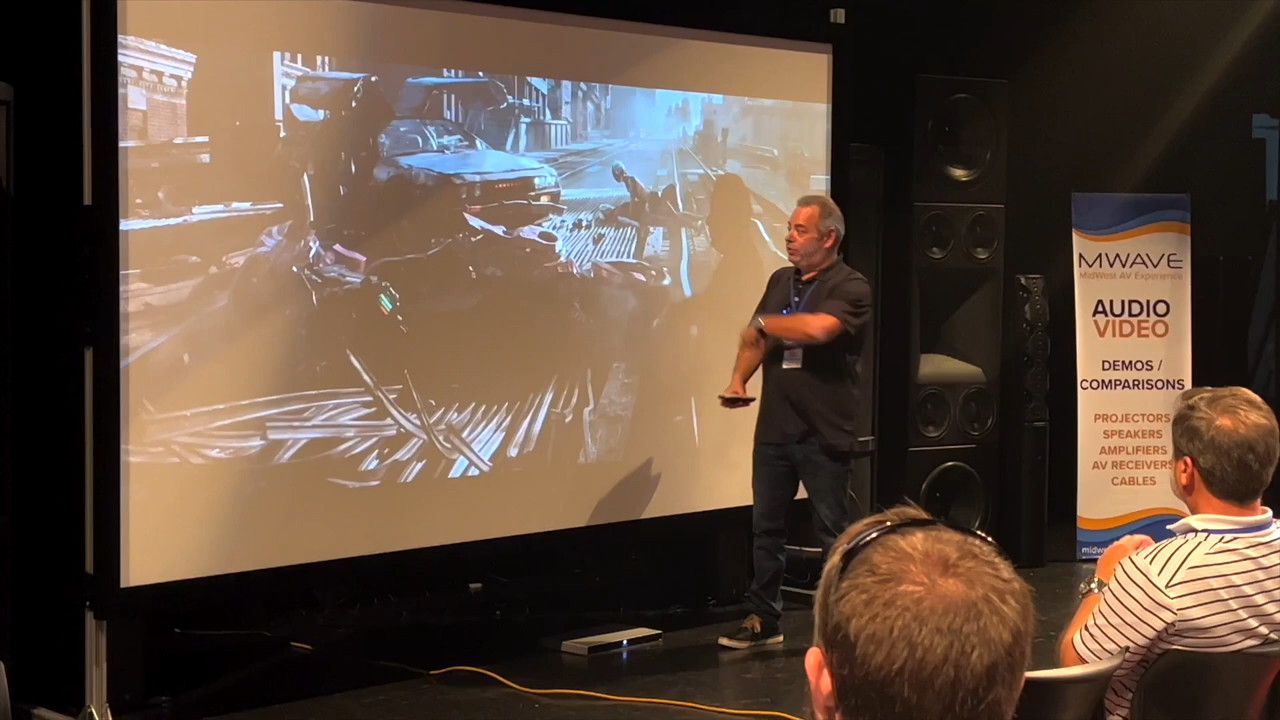 MWAVE
MidWest AV Experience
AUDIO
VIDEO
DEMOS /
COMPARISONS
PROJECTORS
SPEAKERS
AMPLIFIERS
AV RECEIVERS
CABLES